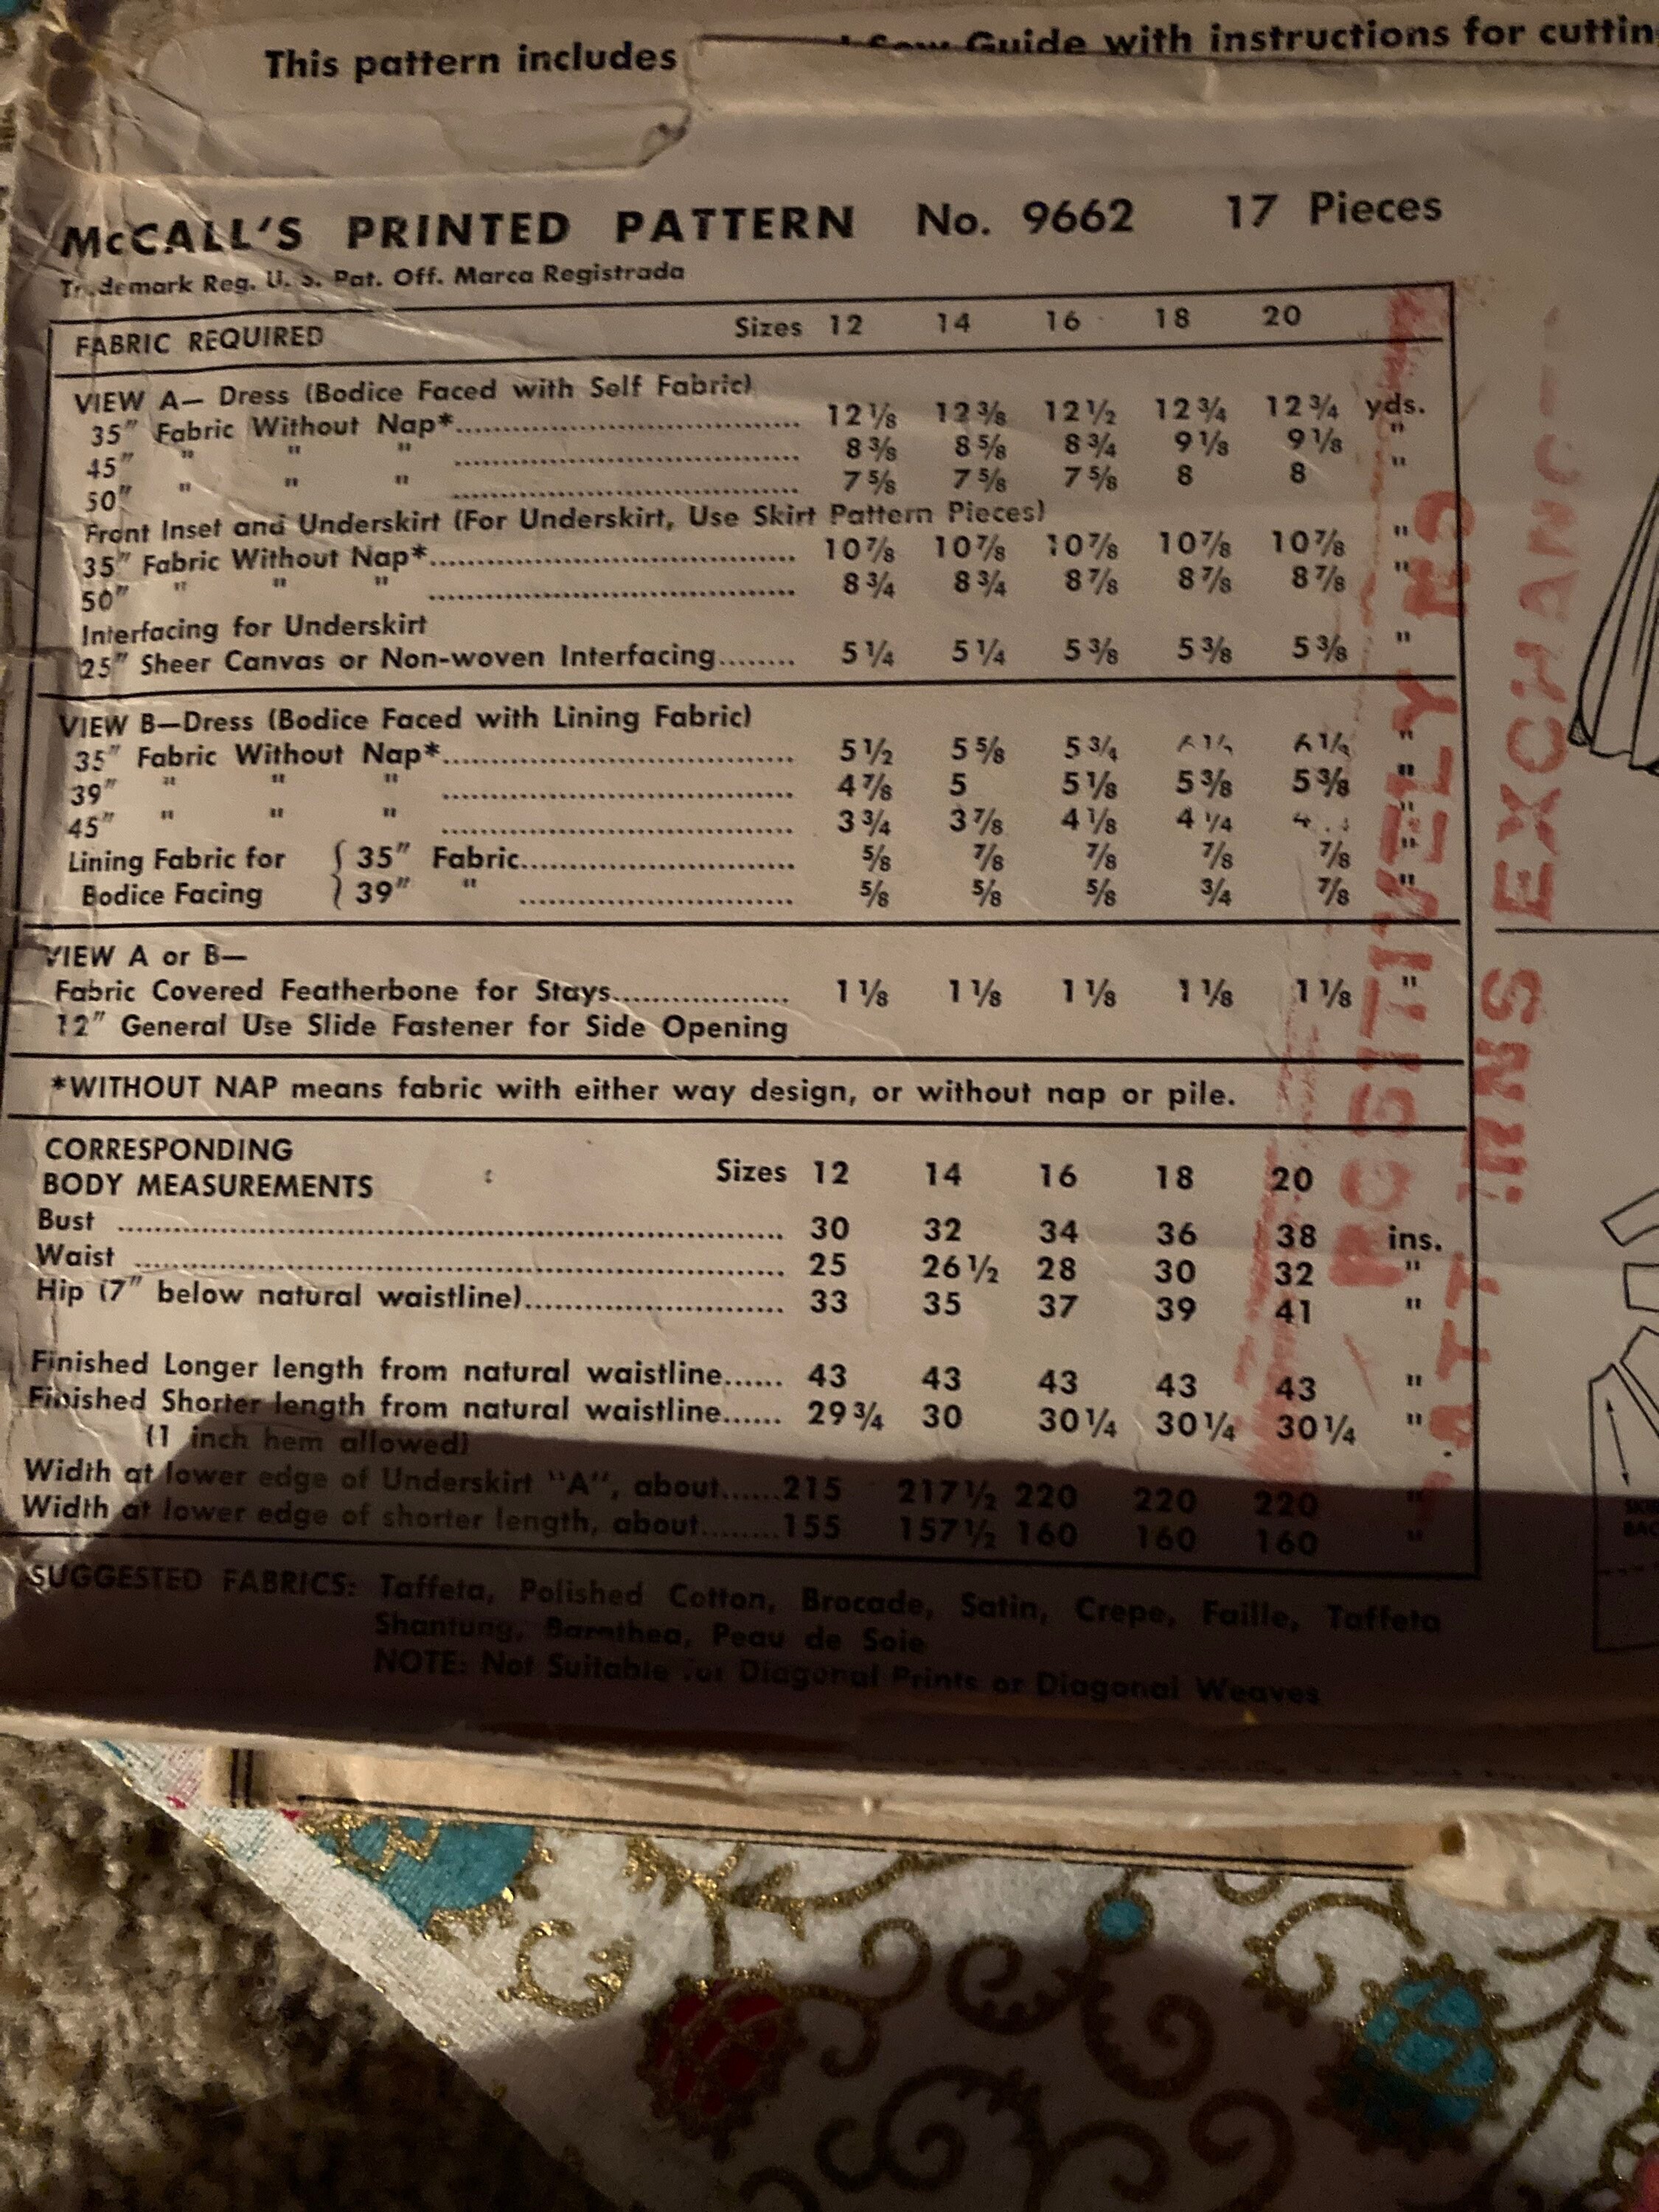 This pattern includes Guide with instructions for
McCALL'S PRINTED PATTERN No. 9662 17 Pieces
Trademark Reg. U. S. Pat. Off. Marca Registrada
FABRIC REQUIRED Sizes 12 14 16 18 20
VIEW A— Dress (Bodice Faced with Self Fabric)
35" Fabric Without Nap*.......... 12⅛ 12⅜ 12½ 12¾ 12¾ yds.
45" " " " .......... 8⅜ 8⅝ 8¾ 9⅛ 9⅛ "
50" " " " .......... 7⅝ 7⅝ 7⅝ 8 8 "
Front Inset and Underskirt (For Underskirt, Use Skirt Pattern Pieces)
35" Fabric Without Nap*.......... 10⅞ 10⅞ 10⅞ 10⅞ 10⅞ "
50" " " " .......... 8¾ 8¾ 8⅞ 8⅞ 8⅞ "
Interfacing for Underskirt
25" Sheer Canvas or Non-woven Interfacing........ 5¼ 5¼ 5⅜ 5⅜ 5⅜ "
VIEW B—Dress (Bodice Faced with Lining Fabric)
35" Fabric Without Nap*.......... 5½ 5⅝ 5¾ "
39" " " " .......... 4⅞ 5 5⅛ 5⅜ 5⅜ "
45" " " " .......... 3¾ 3⅞ 4⅛ 4¼ "
Lining Fabric for { 35" Fabric.......... ⅝ ⅞ ⅞ ⅞ ⅞ "
Bodice Facing } 39" " .......... ⅝ ⅝ ⅝ ¾ ⅞ "
VIEW A or B—
Fabric Covered Featherbone for Stays.......... 1⅛ 1⅛ 1⅛ 1⅛ 1⅛ "
12" General Use Slide Fastener for Side Opening
*WITHOUT NAP means fabric with either way design, or without nap or pile.
CORRESPONDING
BODY MEASUREMENTS Sizes 12 14 16 18 20
Bust .......... 30 32 34 36 38 ins.
Waist .......... 25 26½ 28 30 32 "
Hip (7" below natural waistline).......... 33 35 37 39 41 "
Finished Longer length from natural waistline...... 43 43 43 43 43 "
Finished Shorter length from natural waistline...... 29¾ 30 30¼ 30¼ 30¼ "
(1 inch hem allowed)
Width at lower edge of Underskirt "A", about......215 217½ 220 220 220 "
Width at lower edge of shorter length, about........155 157½ 160 160 160 "
SUGGESTED FABRICS: Taffeta, Polished Cotton, Brocade, Satin, Crepe, Faille, Taffeta
Shantung, Barathea, Peau de Soie
NOTE: Not Suitable for Diagonal Prints or Diagonal Weaves
POSITIVELY